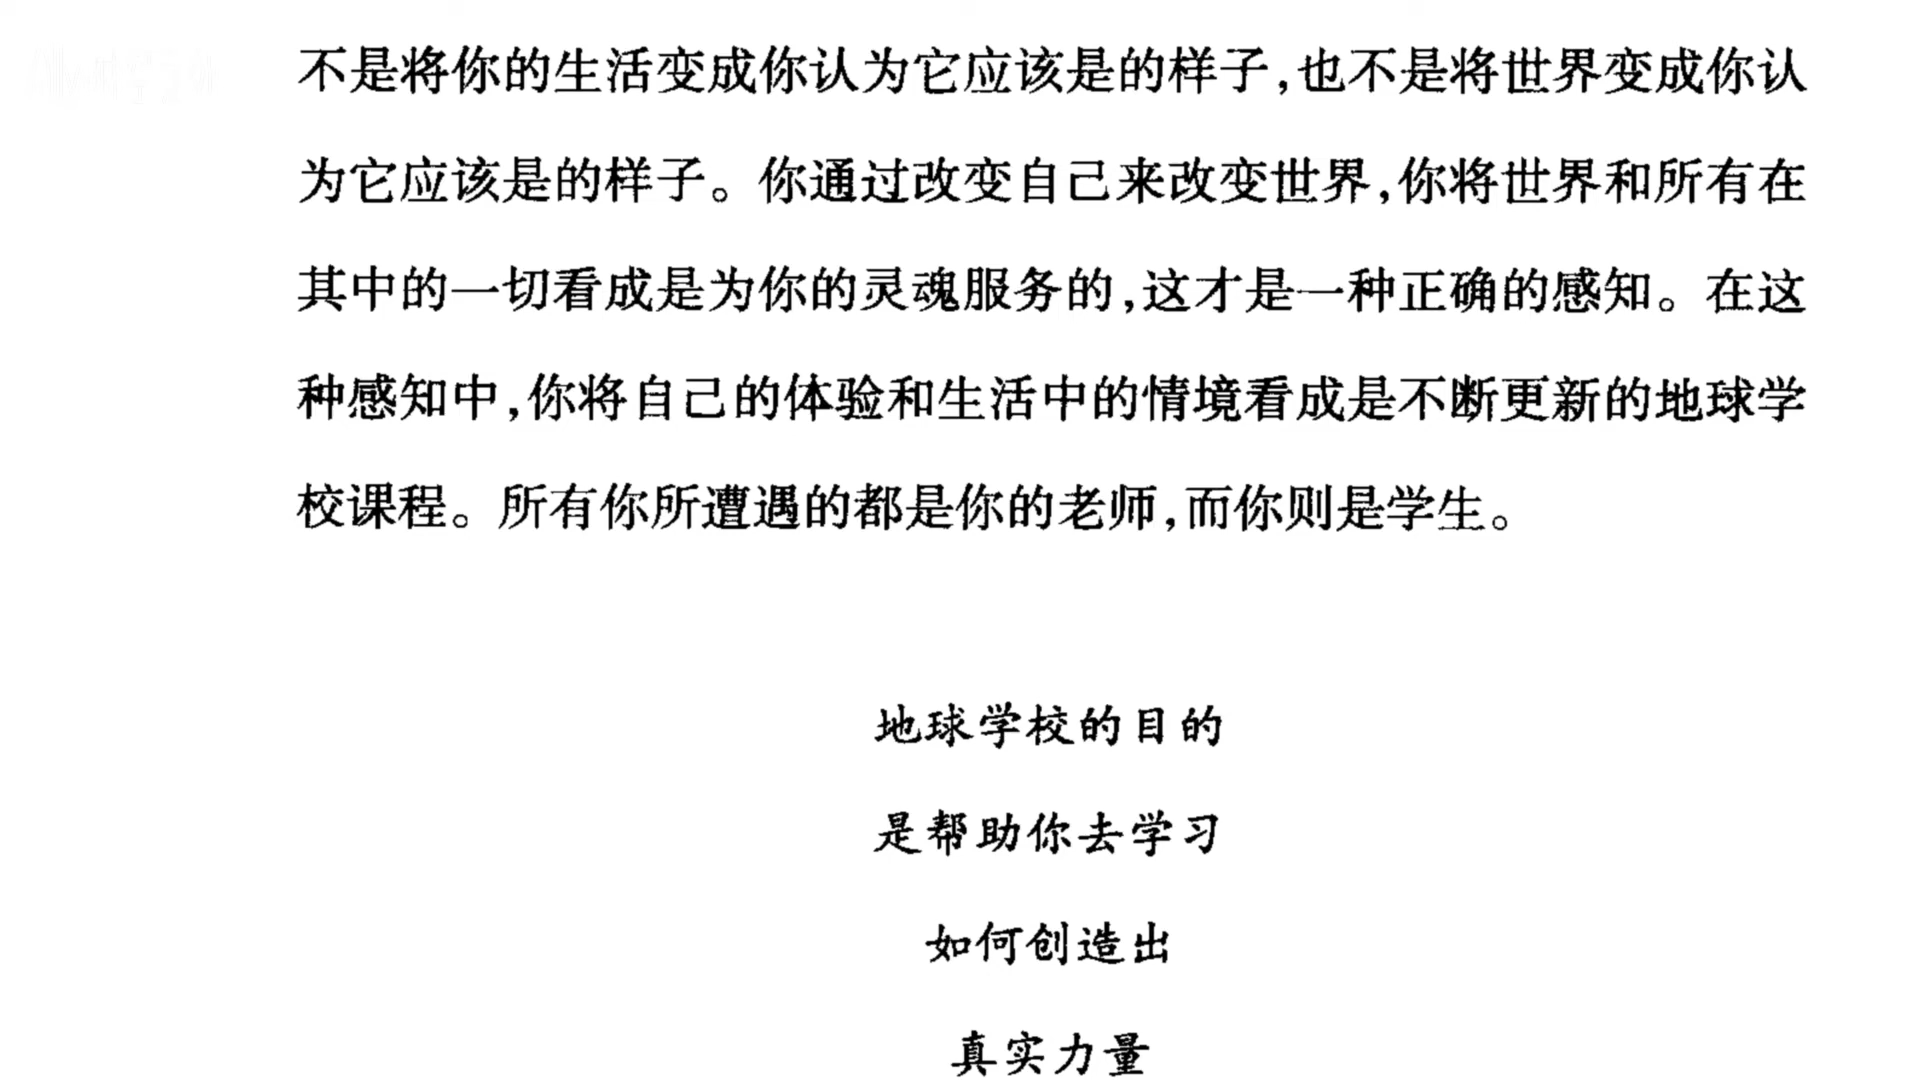 不是将你的生活变成你认为它应该是的样子,也不是将世界变成你认
为它应该是的样子。你通过改变自己来改变世界,你将世界和所有在
其中的一切看成是为你的灵魂服务的,这才是一种正确的感知。在这
种感知中,你将自己的体验和生活中的情境看成是不断更新的地球学
校课程。所有你所遭遇的都是你的老师,而你则是学生。
地球学校的目的
是帮助你去学习
如何创造出
真实力量